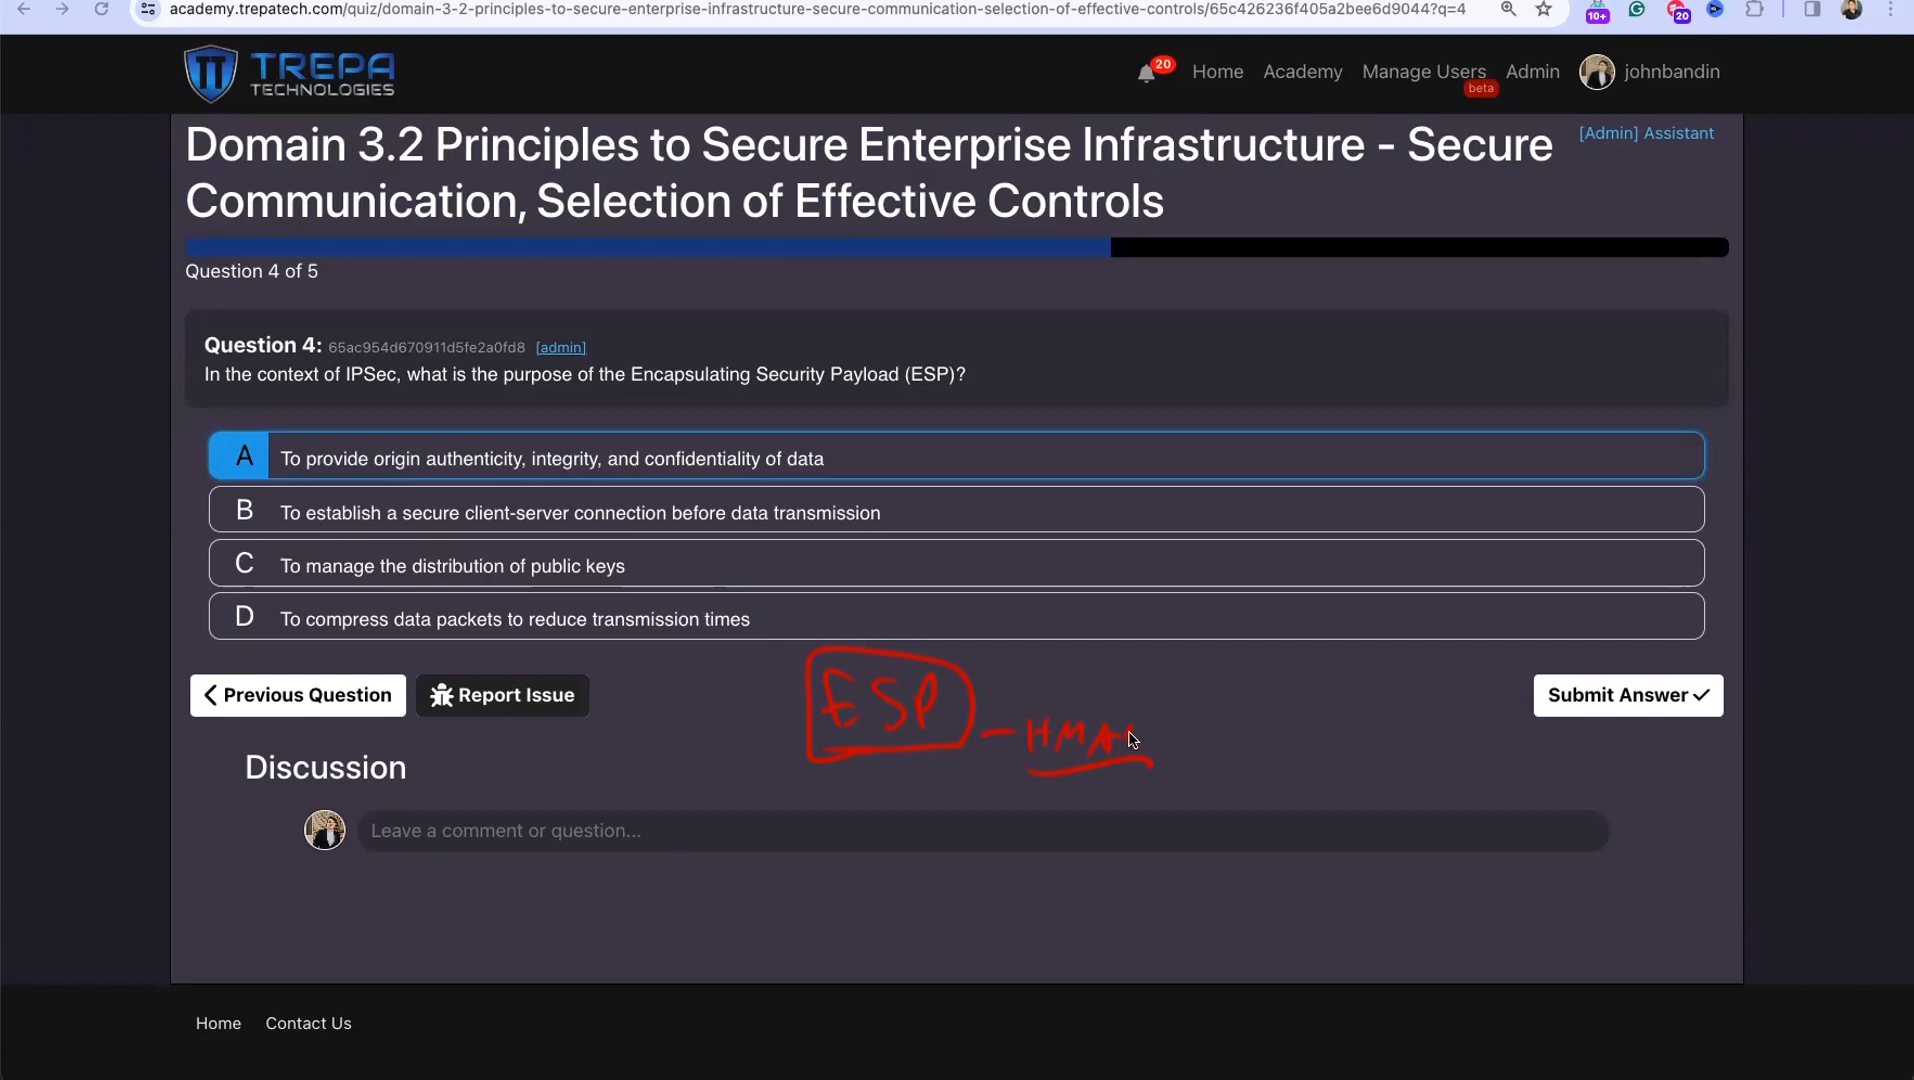 academy.trepatech.com/quiz/domain-3-2-principles-to-secure-enterprise-infrastructure-secure-communication-selection-of-effective-controls/65c426236f405a2bee6d9044?q=4
10+
20
TREPA
TECHNOLOGIES
20
Home
Academy
Manage Users
beta
Admin
johnbandin
Domain 3.2 Principles to Secure Enterprise Infrastructure - Secure
Communication, Selection of Effective Controls
[Admin] Assistant
Question 4 of 5
Question 4: 65ac954d670911d5fe2a0fd8 [admin]
In the context of IPSec, what is the purpose of the Encapsulating Security Payload (ESP)?
A To provide origin authenticity, integrity, and confidentiality of data
B To establish a secure client-server connection before data transmission
C To manage the distribution of public keys
D To compress data packets to reduce transmission times
Previous Question
Report Issue
Submit Answer
ESP
Discussion
Leave a comment or question...
Home
Contact Us